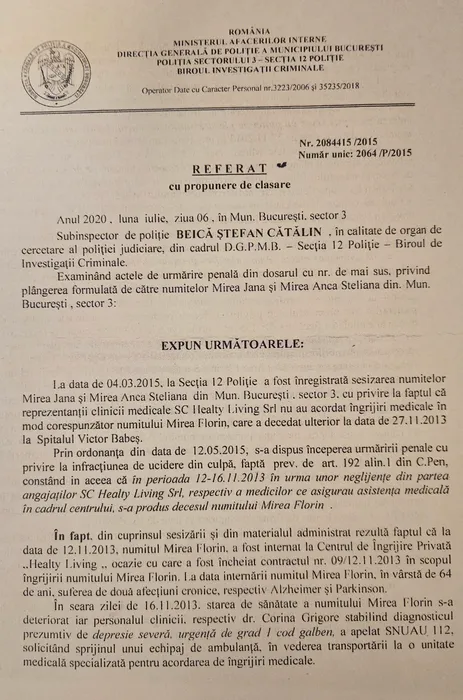 ROMÂNIA
MINISTERUL AFACERILOR INTERNE
DIRECȚIA GENERALĂ DE POLIȚIE A MUNICIPIULUI BUCUREȘTI
POLIȚIA SECTORULUI 3 – SECȚIA 12 POLIȚIE
BIROUL INVESTIGAȚII CRIMINALE
Operator Date cu Caracter Personal nr.3223/2006 și 35235/2018
Nr. 2084415 /2015
Număr unic: 2064 /P/2015
REFERAT
cu propunere de clasare
Anul 2020 , luna iulie, ziua 06 , în Mun. București, sector 3
Subinspector de poliție BEICĂ ȘTEFAN CĂTĂLIN , în calitate de organ de
cercetare al poliției judiciare, din cadrul D.G.P.M.B. – Secția 12 Poliție – Biroul de
Investigații Criminale.
Examinând actele de urmărire penală din dosarul cu nr. de mai sus, privind
plângerea formulată de către numitelor Mirea Jana și Mirea Anca Steliana din. Mun.
București , sector 3:
EXPUN URMĂTOARELE:
La data de 04.03.2015, la Secția 12 Poliție a fost înregistrată sesizarea numitelor
Mirea Jana și Mirea Anca Steliana din Mun. București , sector 3, cu privire la faptul că
reprezentanții clinicii medicale SC Healty Living Srl nu au acordat îngrijiri medicale în
mod corespunzător numitului Mirea Florin, care a decedat ulterior la data de 27.11.2013
la Spitalul Victor Babeș.
Prin ordonanța din data de 12.05.2015, s-a dispus începerea urmăririi penale cu
privire la infracțiunea de ucidere din culpă, faptă prev. de art. 192 alin.1 din C.Pen,
constând in aceea că în perioada 12-16.11.2013 în urma unor neglijențe din partea
angajaților SC Healty Living Srl, respectiv a medicilor ce asigurau asistența medicală
în cadrul centrului, s-a produs decesul numitului Mirea Florin .
În fapt, din cuprinsul sesizării și din materialul administrat rezultă faptul că la
data de 12.11.2013, numitul Mirea Florin, a fost internat la Centrul de Îngrijire Privată
,,Healty Living ,, ocazie cu care a fost încheiat contractul nr. 09/12.11.2013 în scopul
îngrijirii numitului Mirea Florin. La data internării numitul Mirea Florin, în vârstă de 64
de ani, suferea de două afecțiuni cronice, respectiv Alzheimer și Parkinson.
În seara zilei de 16.11.2013, starea de sănătate a numitului Mirea Florin s-a
deteriorat iar personalul clinicii, respectiv dr. Corina Grigore stabilind diagnosticul
prezumtiv de depresie severă, urgență de grad 1 cod galben, a apelat SNUAU 112,
solicitând sprijinul unui echipaj de ambulanță, în vederea transportării la o unitate
medicală specializată pentru acordarea de îngrijiri medicale.